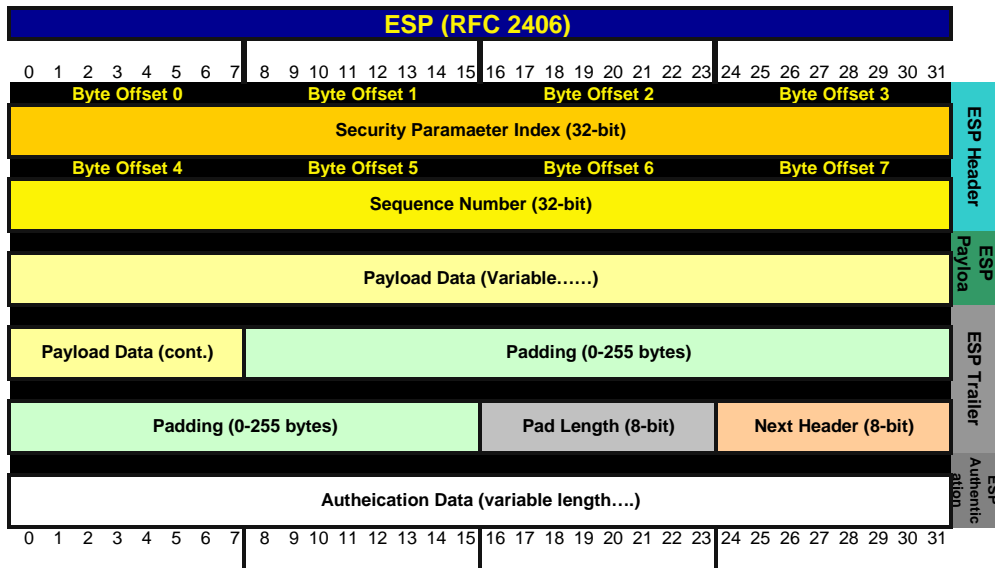 ESP (RFC 2406)
0 1 2 3 4 5 6 7 8 9 10 11 12 13 14 15 16 17 18 19 20 21 22 23 24 25 26 27 28 29 30 31
Byte Offset 0 Byte Offset 1 Byte Offset 2 Byte Offset 3
Security Paramaeter Index (32-bit)
Byte Offset 4 Byte Offset 5 Byte Offset 6 Byte Offset 7
Sequence Number (32-bit)
ESP Header
Payload Data (Variable......)
ESP
Payloa
Payload Data (cont.) Padding (0-255 bytes)
Padding (0-255 bytes) Pad Length (8-bit) Next Header (8-bit)
ESP Trailer
Autheication Data (variable length....)
ESP
Authentic
ation
0 1 2 3 4 5 6 7 8 9 10 11 12 13 14 15 16 17 18 19 20 21 22 23 24 25 26 27 28 29 30 31